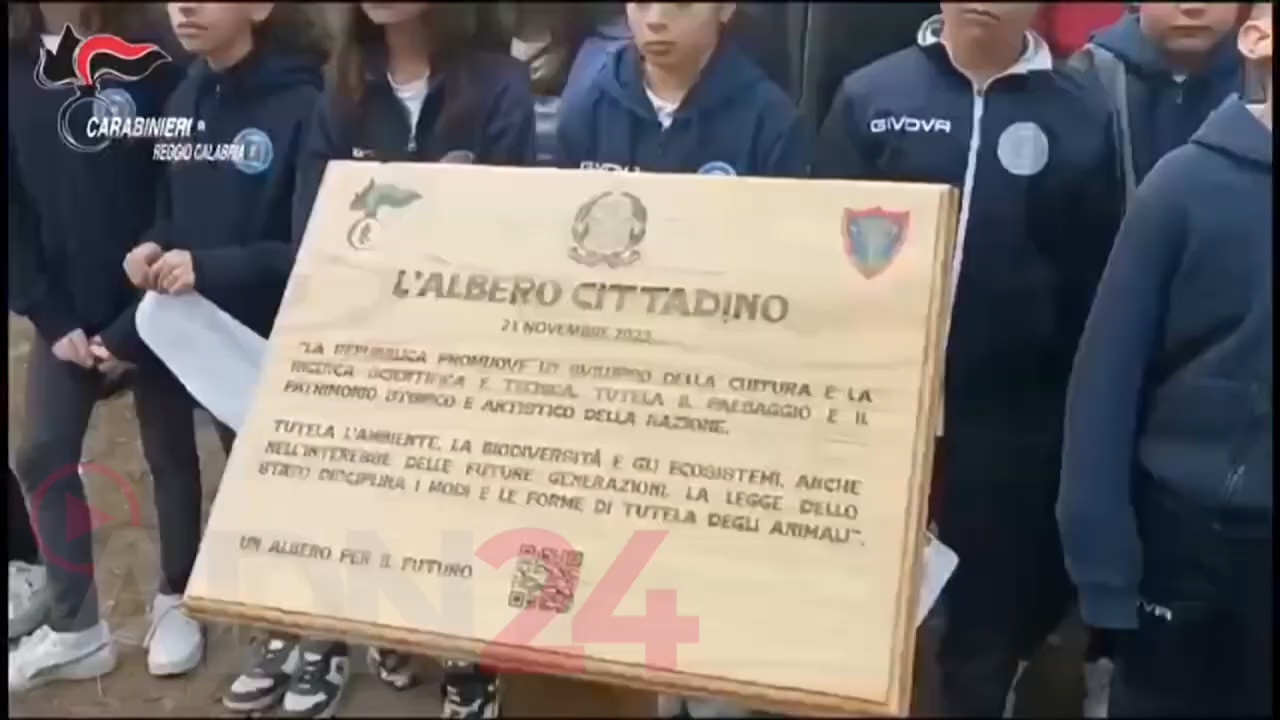 CARABINIERI
REGGIO CALABRIA
GIVOVA
L'ALBERO CITTADINO
21 NOVEMBRE 2022
"LA REPUBBLICA PROMUOVE LO SVILUPPO DELLA CULTURA E LA
RICERCA SCIENTIFICA E TECNICA. TUTELA IL PAESAGGIO E IL
PATRIMONIO STORICO E ARTISTICO DELLA NAZIONE.
TUTELA L'AMBIENTE, LA BIODIVERSITÀ E GLI ECOSISTEMI, ANCHE
NELL'INTERESSE DELLE FUTURE GENERAZIONI. LA LEGGE DELLO
STATO DISCIPLINA I MODI E LE FORME DI TUTELA DEGLI ANIMALI".
UN ALBERO PER IL FUTURO
24